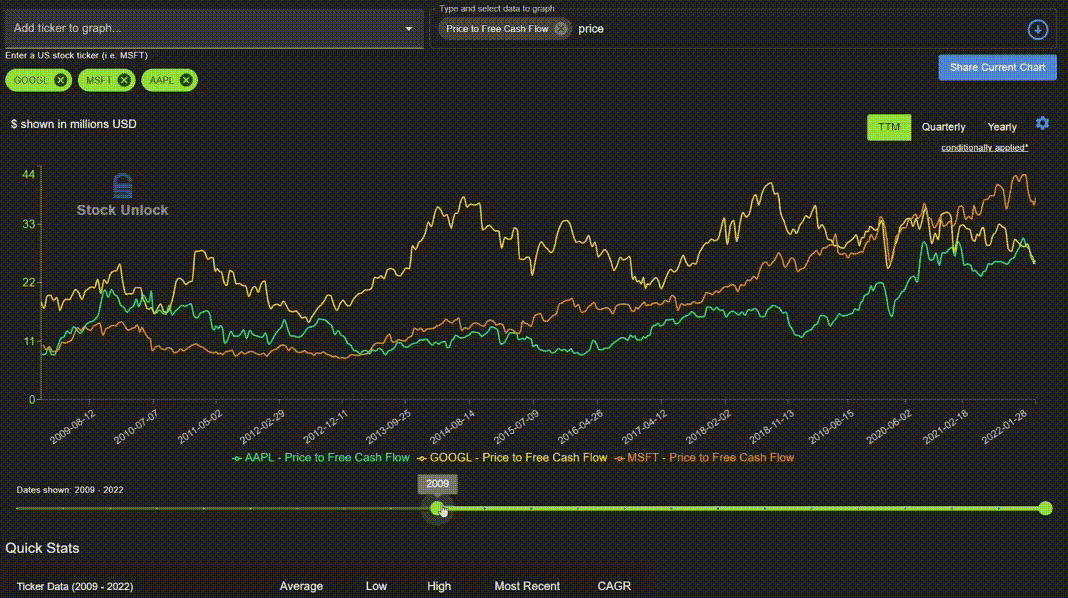 Type and select data to graph
Add ticker to graph...
Price to Free Cash Flow price
Enter a US stock ticker (i.e. MSFT)
GOOGL MSFT AAPL
Share Current Chart
$ shown in millions USD
TTM Quarterly Yearly
conditionally applied*
44
Stock Unlock
33
22
11
0
2009-08-12 2010-07-07 2011-05-02 2012-02-29 2012-12-11 2013-09-25 2014-08-14 2015-07-09 2016-04-26 2017-04-12 2018-02-02 2018-11-13 2019-08-15 2020-06-02 2021-02-18 2022-01-28
AAPL - Price to Free Cash Flow GOOGL - Price to Free Cash Flow MSFT - Price to Free Cash Flow
2009
Dates shown: 2009 - 2022
Quick Stats
Ticker Data (2009 - 2022) Average Low High Most Recent CAGR